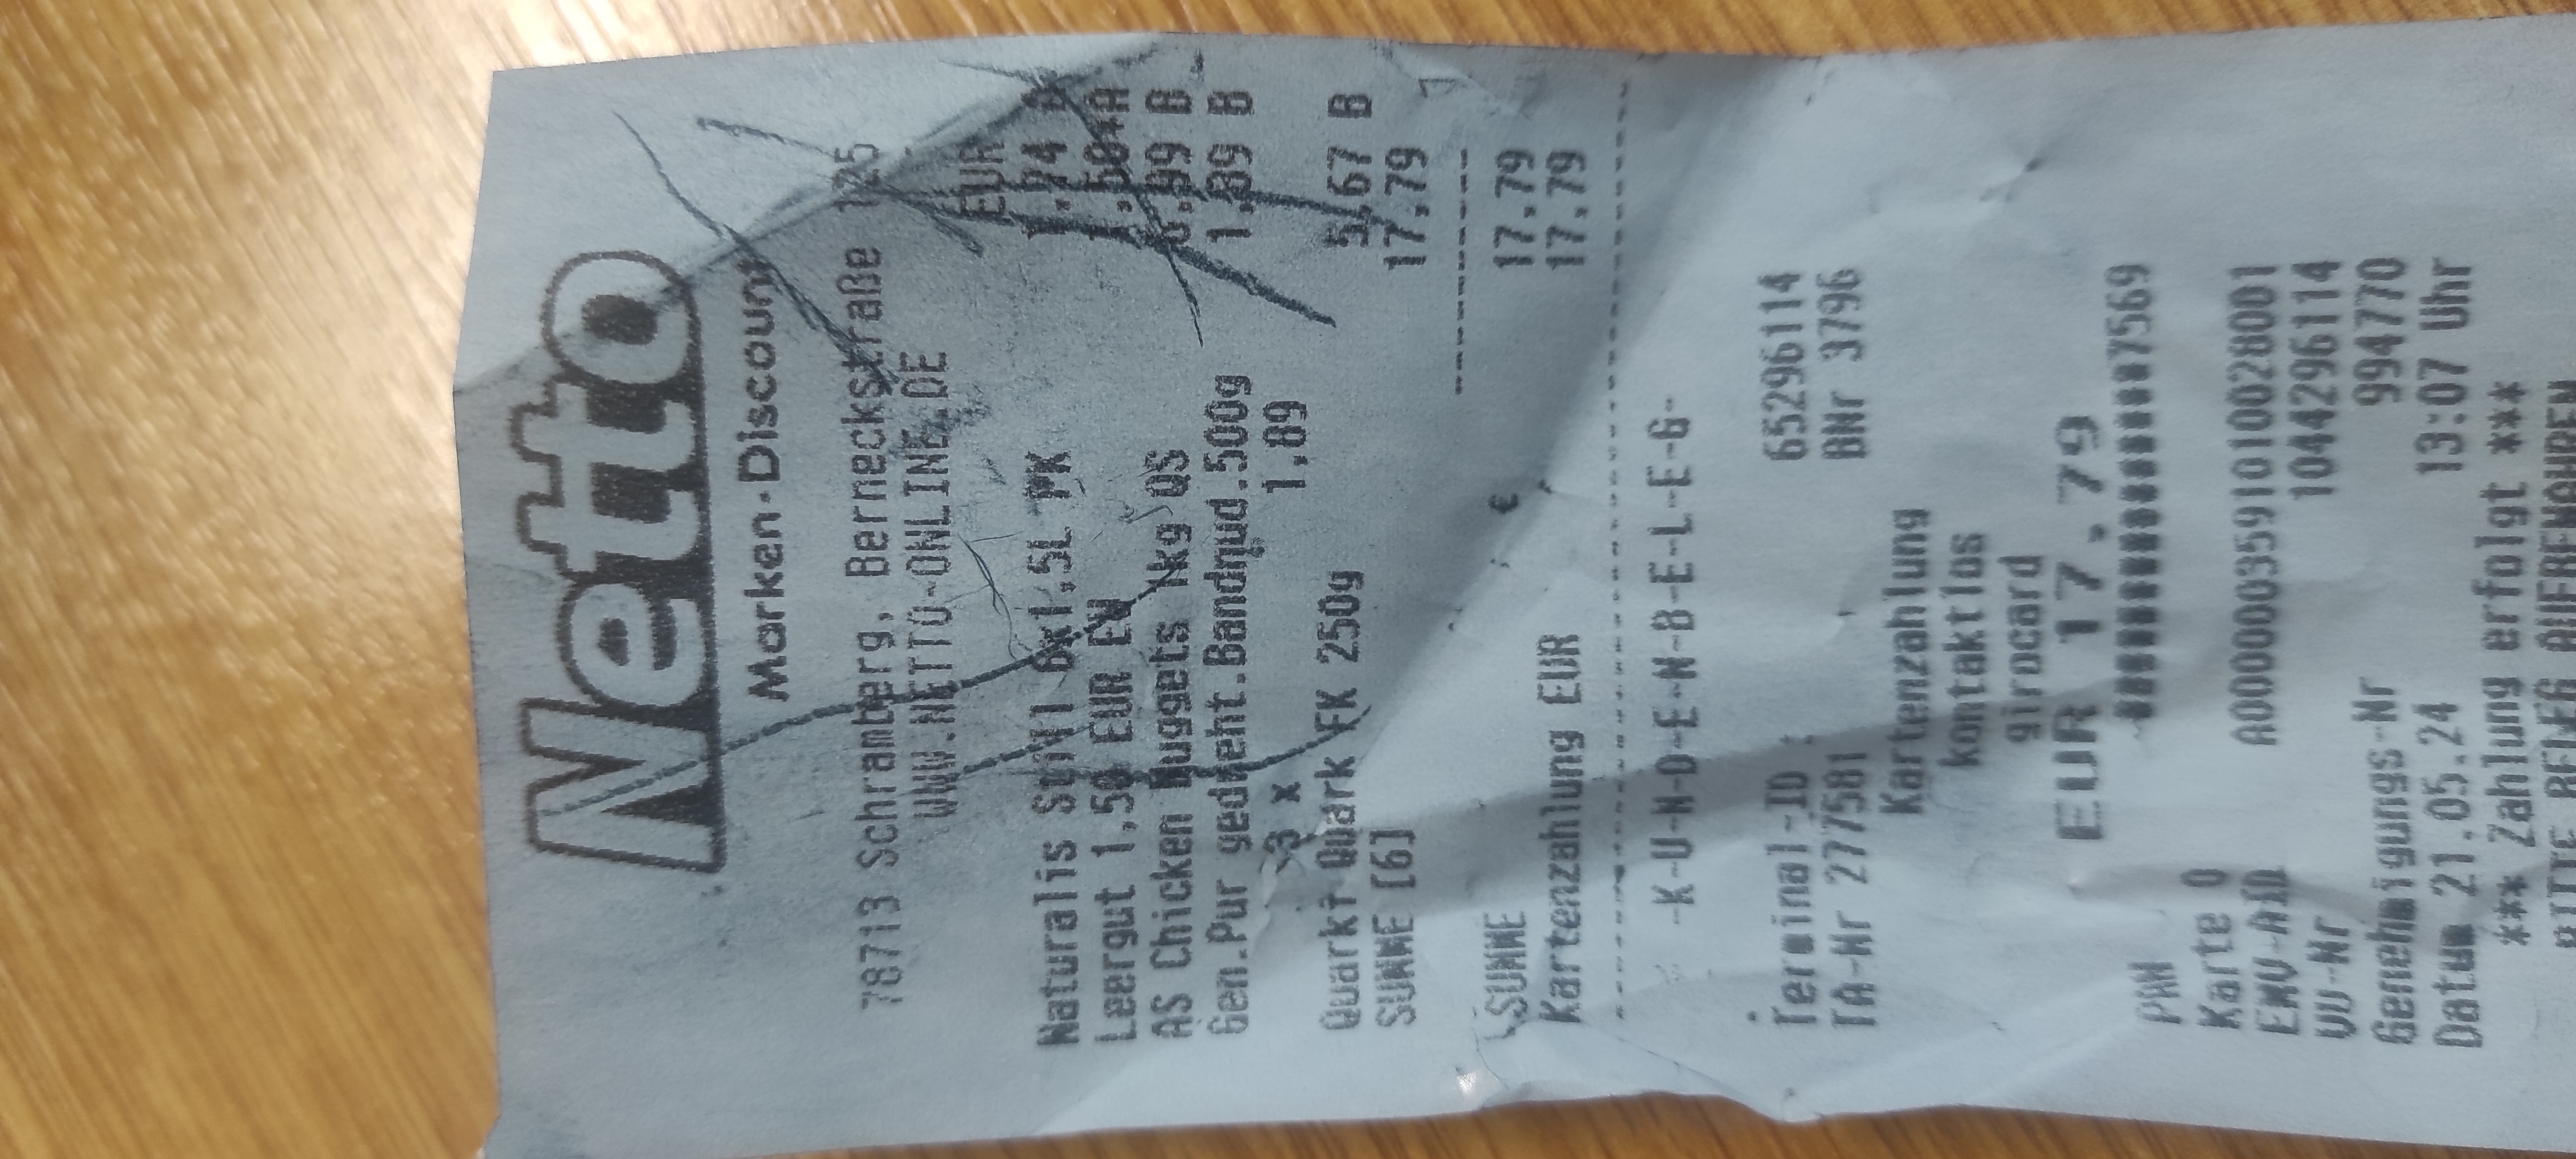 Netto
Marken-Discount
78713 Schramberg, Berneckstraße 125
WWW.NETTO-ONLINE.DE
EUR
Naturalis Still 6x1,5L PK 1,74 A
Leergut 1,50 EUR EW 1,50*A
AS Chicken Nuggets 1kg QS 6,99 B
Gen.Pur gedreht.Bandnud.500g 1,89 B
3 x 1,89
Quarki Quark FK 250g 5,67 B
SUMME [6] 17,79
----------
SUMME € 17,79
Kartenzahlung EUR 17,79
-K-U-N-D-E-N-B-E-L-E-G-
Terminal-ID : 65296114
TA-Nr 277581 BNr 3796
Kartenzahlung
kontaktlos
girocard
EUR 17.79
PAN ###############7569
Karte 0
EMV-AID A0000003591010028001
VU-Nr 1044296114
Genehmigungs-Nr 994770
Datum 21.05.24 13:07 Uhr
*** Zahlung erfolgt ***
BITTE BELEG AUFBEWAHREN